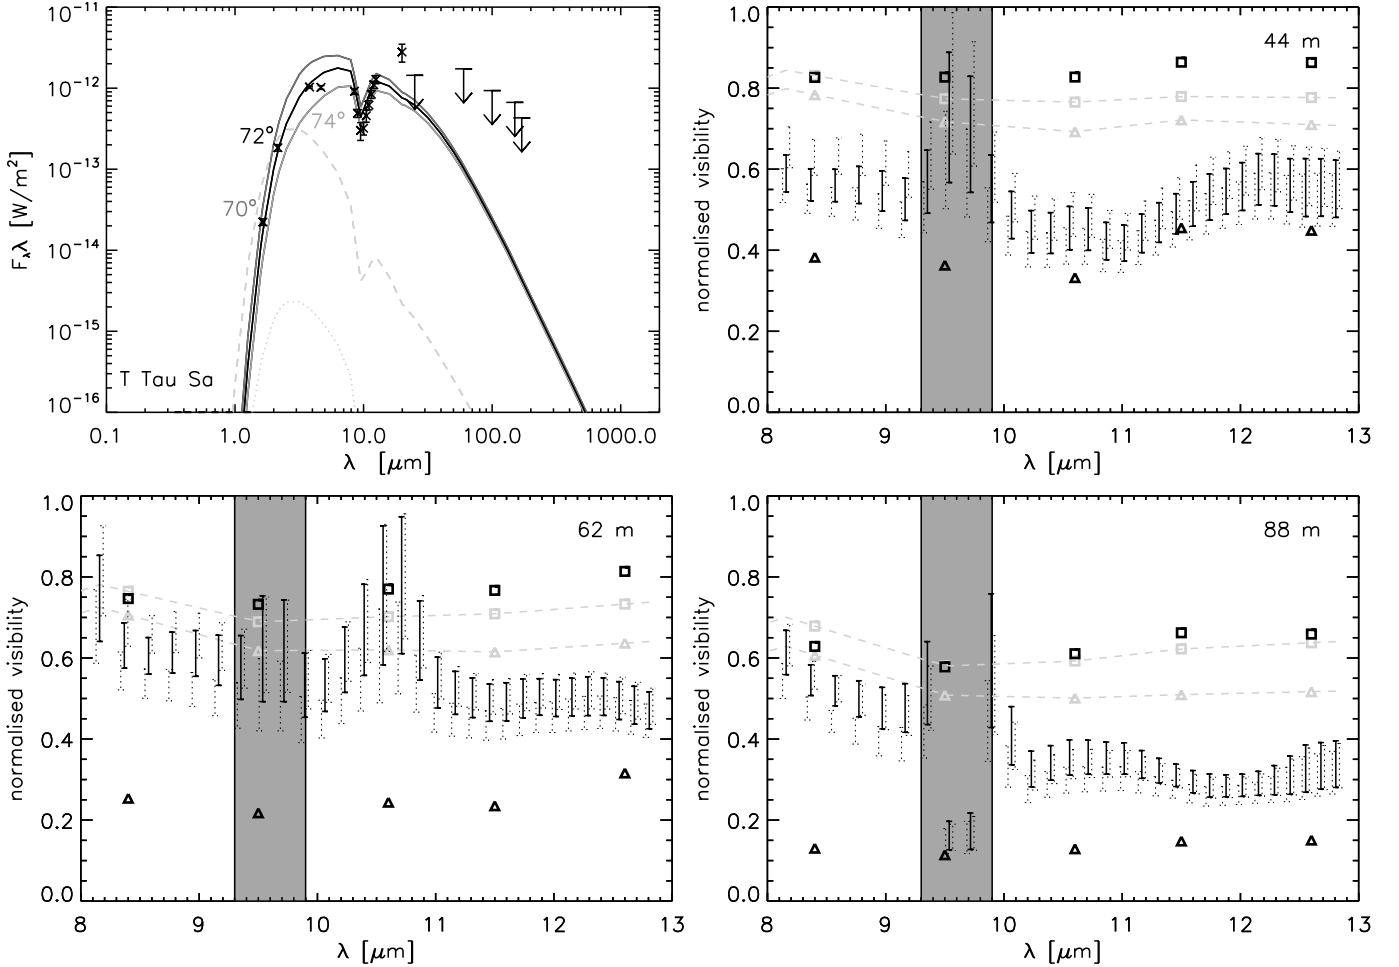 10⁻¹¹
10⁻¹²
10⁻¹³
10⁻¹⁴
10⁻¹⁵
10⁻¹⁶
F_λλ [W/m²]
72°
74°
70°
T Tau Sa
0.1 1.0 10.0 100.0 1000.0
λ [μm]
1.0
0.8
0.6
0.4
0.2
0.0
normalised visibility
44 m
8 9 10 11 12 13
λ [μm]
1.0
0.8
0.6
0.4
0.2
0.0
normalised visibility
62 m
8 9 10 11 12 13
λ [μm]
1.0
0.8
0.6
0.4
0.2
0.0
normalised visibility
88 m
8 9 10 11 12 13
λ [μm]